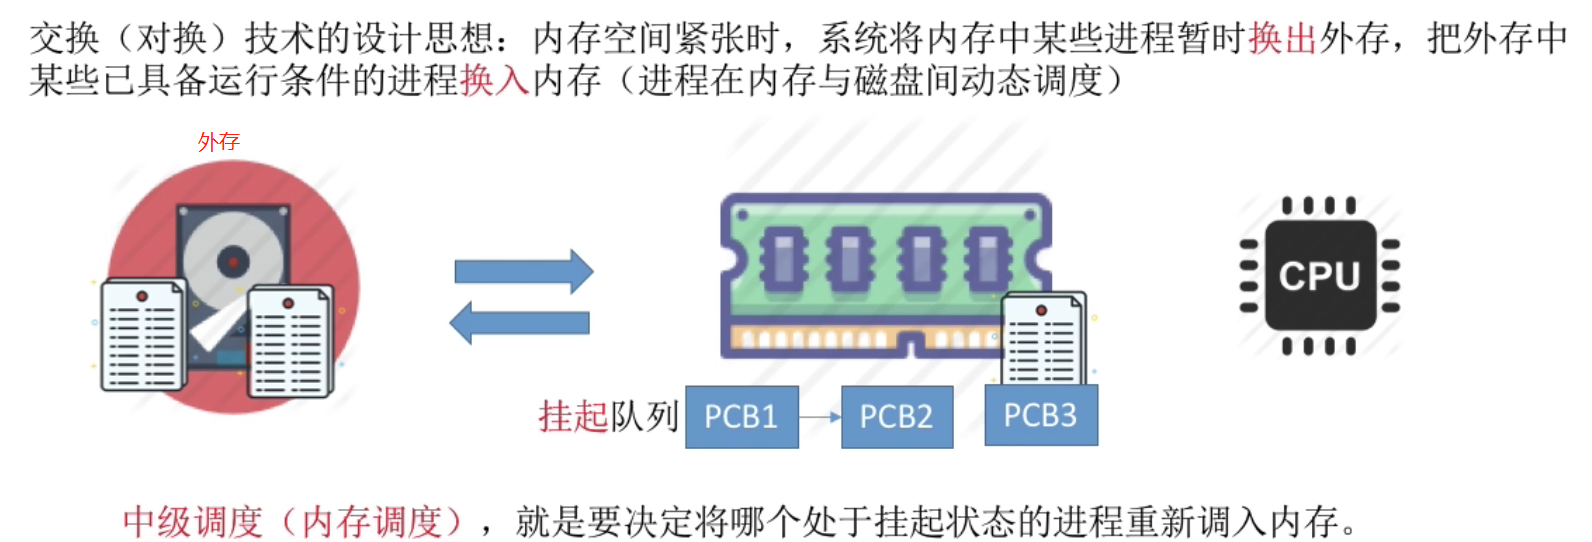 交换（对换）技术的设计思想：内存空间紧张时，系统将内存中某些进程暂时换出外存，把外存中
某些已具备运行条件的进程换入内存（进程在内存与磁盘间动态调度）
外存
CPU
挂起队列 PCB1 PCB2 PCB3
中级调度（内存调度），就是要决定将哪个处于挂起状态的进程重新调入内存。